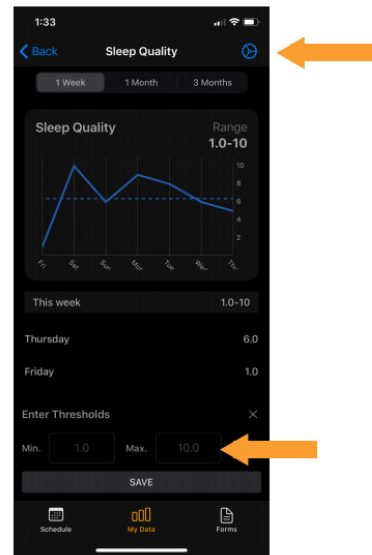 1:33
Back Sleep Quality
1 Week 1 Month 3 Months
Sleep Quality Range
1.0-10
10
8
6
4
2
Fri Sat Sun Mon Tue Wed Thu
This week 1.0-10
Thursday 6.0
Friday 1.0
Enter Thresholds
Min. 1.0 Max. 10.0
SAVE
Schedule My Data Forms